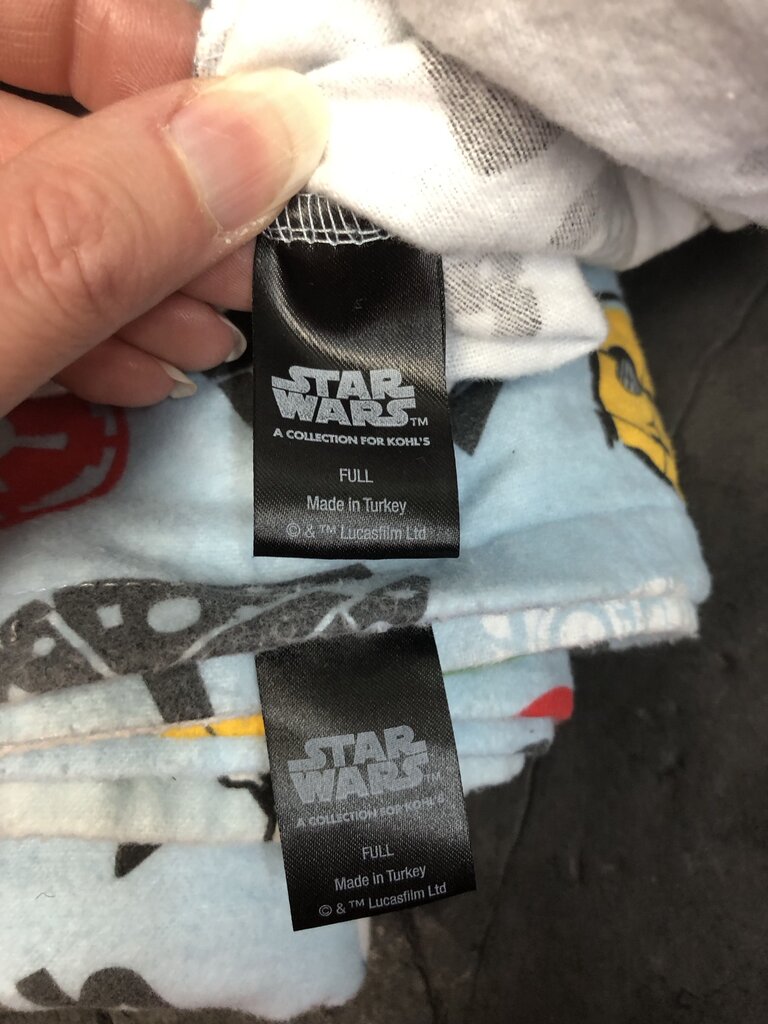 STAR
WARS™
A COLLECTION FOR KOHL'S
FULL
Made in Turkey
© & ™ Lucasfilm Ltd
STAR
WARS™
A COLLECTION FOR KOHL'S
FULL
Made in Turkey
© & ™ Lucasfilm Ltd